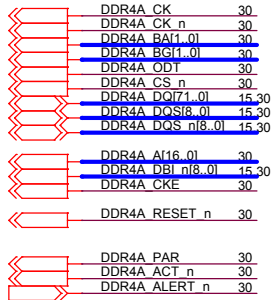 DDR4A_CK 30
DDR4A_CK_n 30
DDR4A_BA[1..0] 30
DDR4A_BG[1..0] 30
DDR4A_ODT 30
DDR4A_CS_n 30
DDR4A_DQ[71..0] 15,30
DDR4A_DQS[8..0] 15,30
DDR4A_DQS_n[8..0] 15,30
DDR4A_A[16..0] 30
DDR4A_DBI_n[8..0] 15,30
DDR4A_CKE 30
DDR4A_RESET_n 30
DDR4A_PAR 30
DDR4A_ACT_n 30
DDR4A_ALERT_n 30